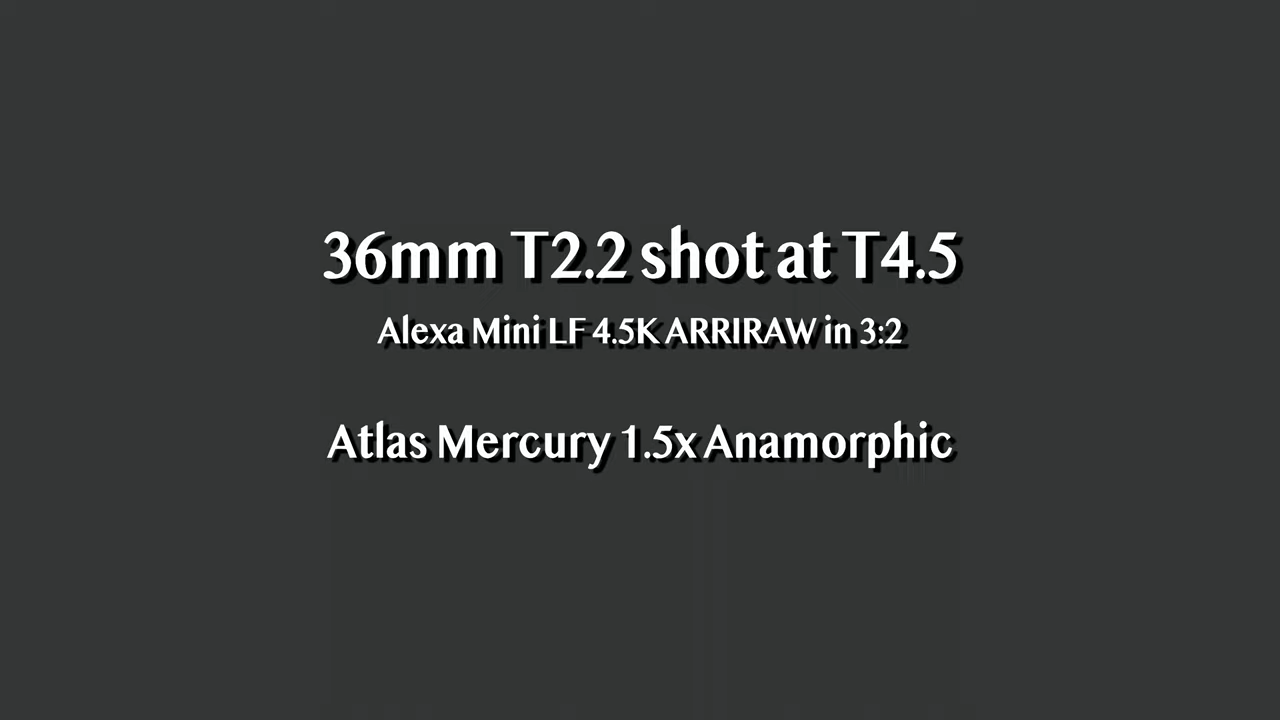 36mm T2.2 shot at T4.5
Alexa Mini LF 4.5K ARRIRAW in 3:2
Atlas Mercury 1.5x Anamorphic